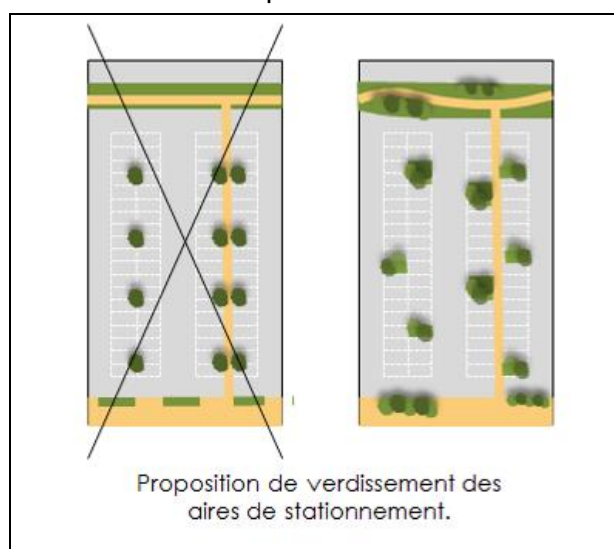 Proposition de verdissement des
aires de stationnement.